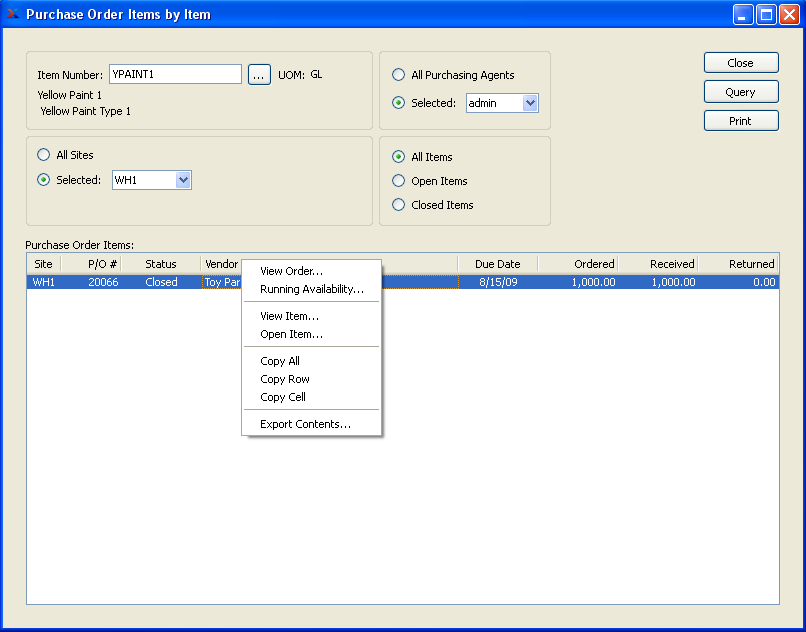 Purchase Order Items by Item
Item Number: YPAINT1 ... UOM: GL
Yellow Paint 1
Yellow Paint Type 1
All Purchasing Agents
Selected: admin
Close
Query
Print
All Sites
Selected: WH1
All Items
Open Items
Closed Items
Purchase Order Items:
Site P/O # Status Vendor Due Date Ordered Received Returned
WH1 20066 Closed Toy Par 8/15/09 1,000.00 1,000.00 0.00
View Order...
Running Availability...
View Item...
Open Item...
Copy All
Copy Row
Copy Cell
Export Contents...